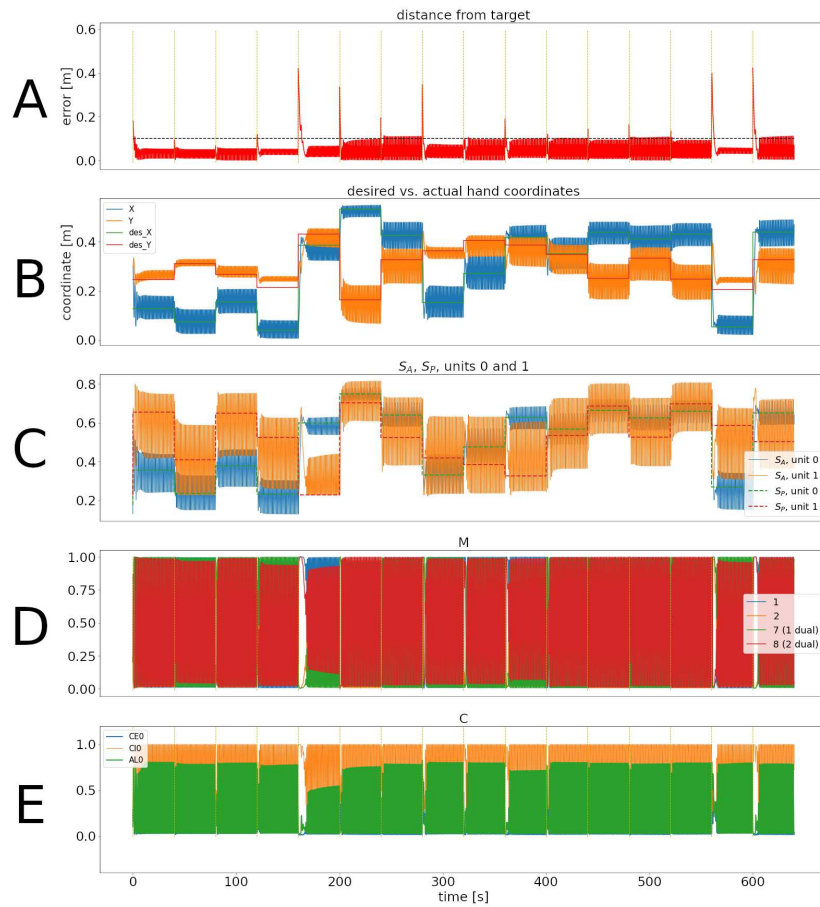 A
distance from target
error [m]
0.6
0.4
0.2
0.0
B
desired vs. actual hand coordinates
coordinate [m]
0.4
0.2
0.0
X
Y
des_X
des_Y
C
S_A, S_P, units 0 and 1
0.8
0.6
0.4
0.2
S_A, unit 0
S_A, unit 1
S_P, unit 0
S_P, unit 1
D
M
1.00
0.75
0.50
0.25
0.00
1
2
7 (1 dual)
8 (2 dual)
E
C
1.0
0.5
0.0
CE0
CI0
AL0
0 100 200 300 400 500 600
time [s]